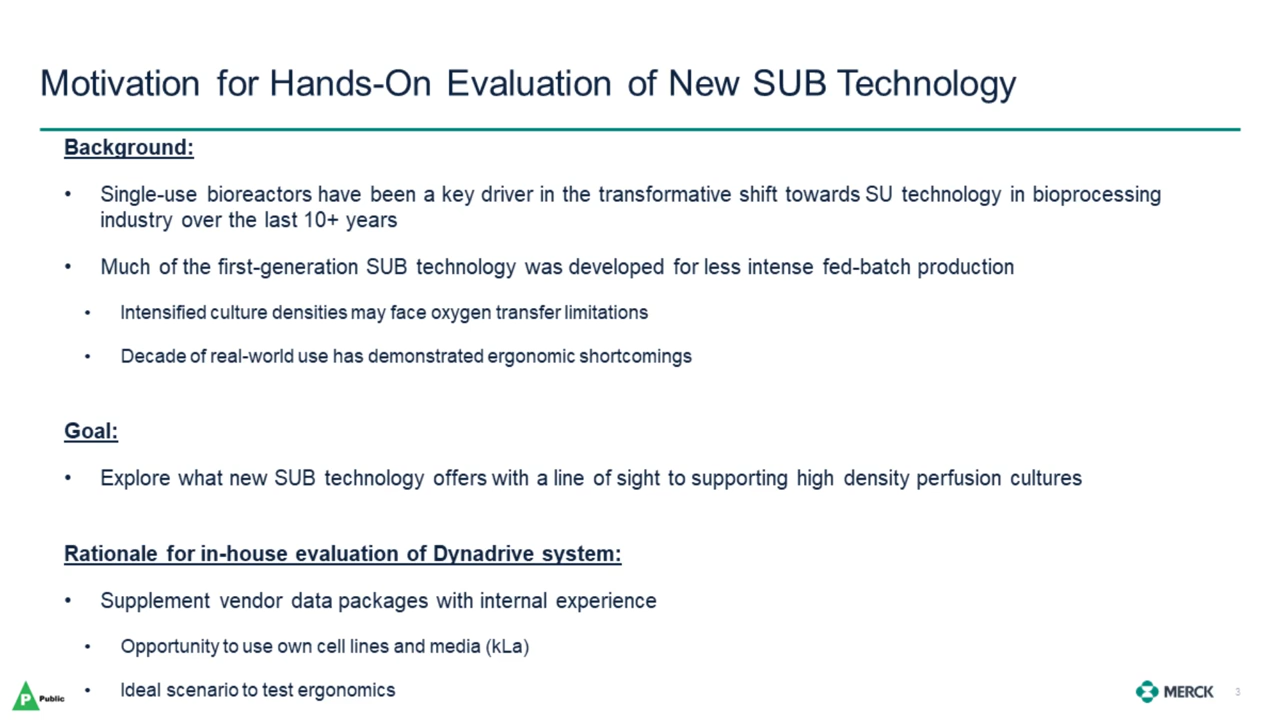 Motivation for Hands-On Evaluation of New SUB Technology
Background:
• Single-use bioreactors have been a key driver in the transformative shift towards SU technology in bioprocessing
industry over the last 10+ years
• Much of the first-generation SUB technology was developed for less intense fed-batch production
• Intensified culture densities may face oxygen transfer limitations
• Decade of real-world use has demonstrated ergonomic shortcomings
Goal:
• Explore what new SUB technology offers with a line of sight to supporting high density perfusion cultures
Rationale for in-house evaluation of Dynadrive system:
• Supplement vendor data packages with internal experience
• Opportunity to use own cell lines and media (kLa)
• Ideal scenario to test ergonomics
P Public
MERCK
3